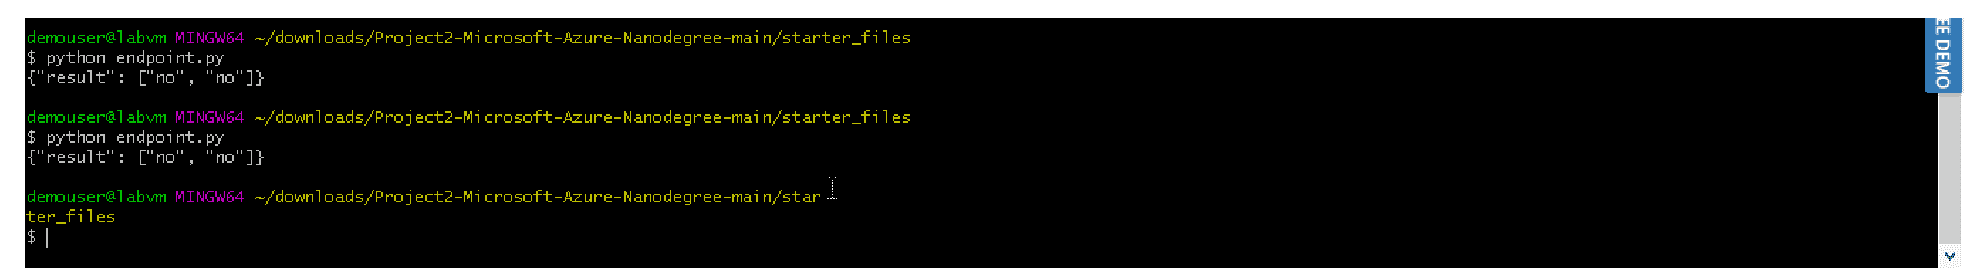 demouser@labvm MINGW64 ~/downloads/Project2-Microsoft-Azure-Nanodegree-main/starter_files
$ python endpoint.py
{"result": ["no", "no"]}
demouser@labvm MINGW64 ~/downloads/Project2-Microsoft-Azure-Nanodegree-main/starter_files
$ python endpoint.py
{"result": ["no", "no"]}
demouser@labvm MINGW64 ~/downloads/Project2-Microsoft-Azure-Nanodegree-main/star
ter_files
$
DEMO